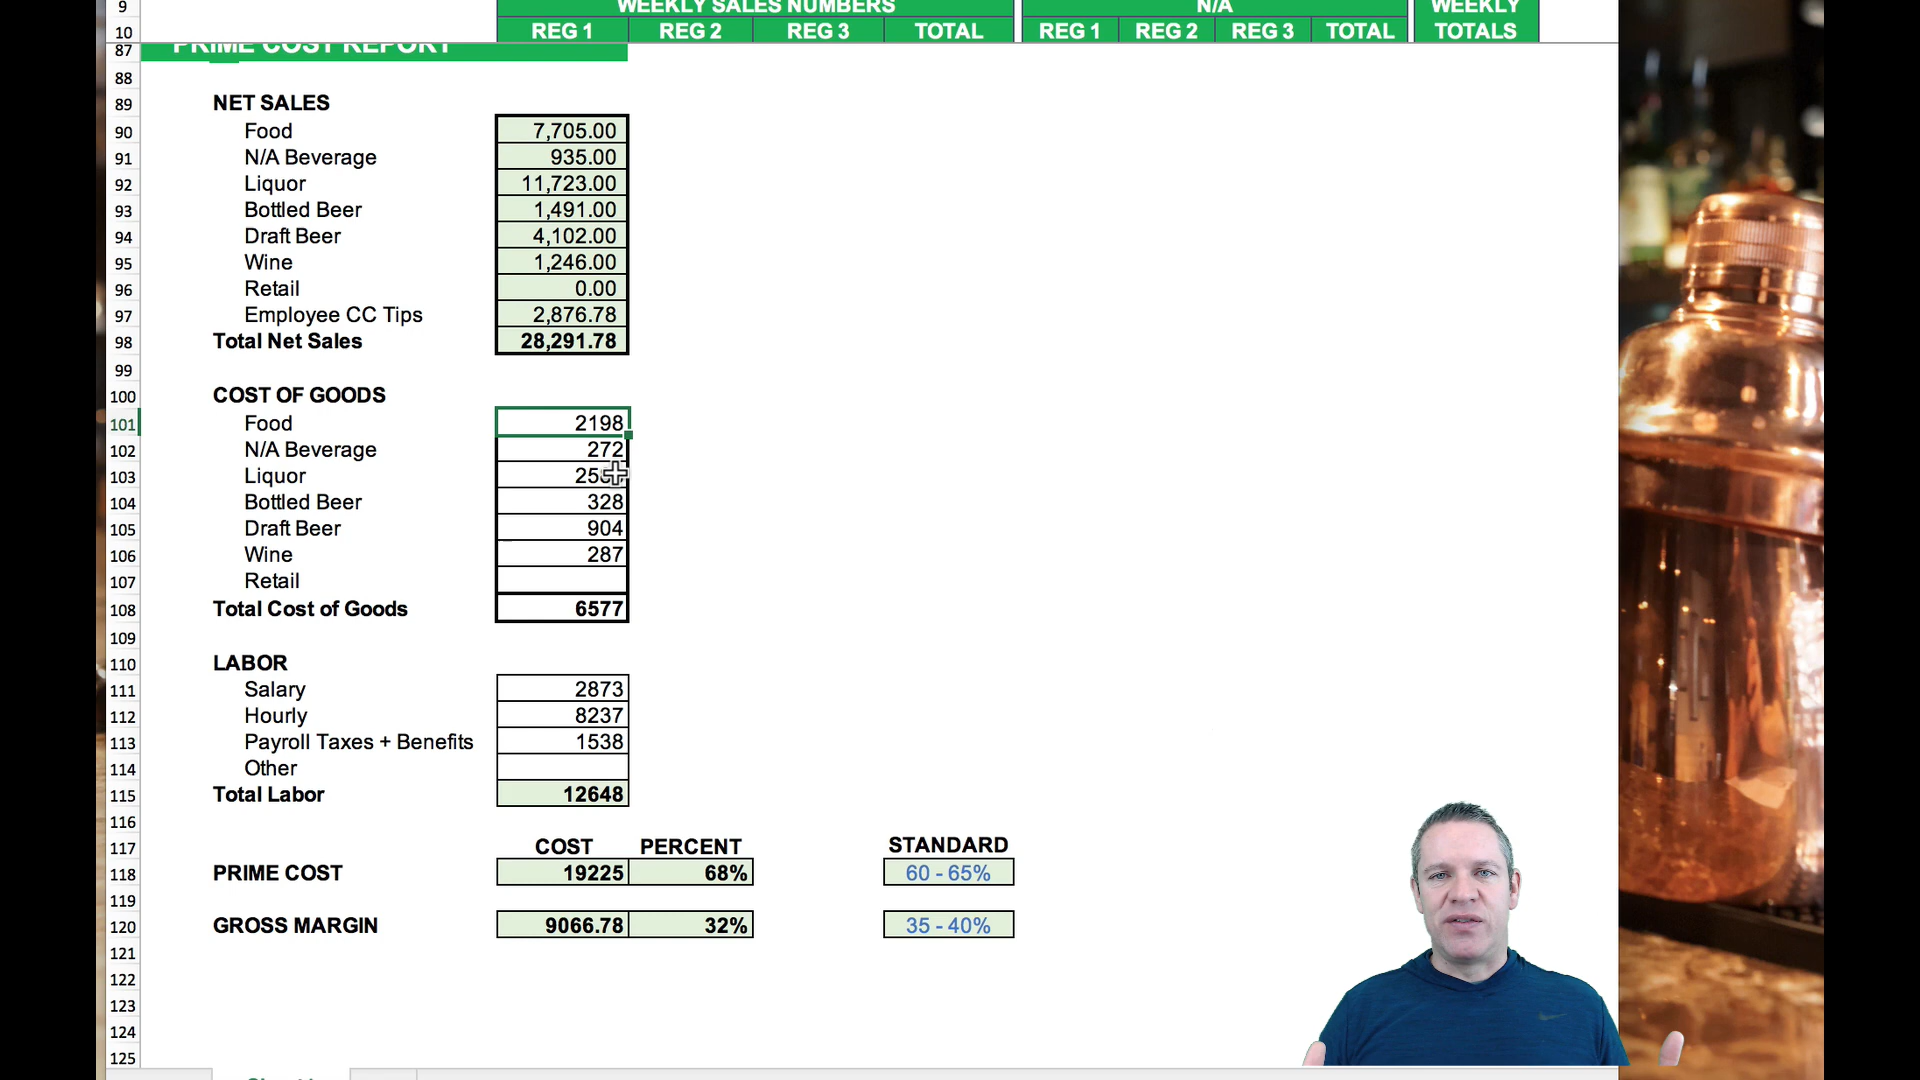 9 WEEKLY SALES NUMBERS N/A WEEKLY
10 REG 1 REG 2 REG 3 TOTAL REG 1 REG 2 REG 3 TOTAL TOTALS
87 PRIME COST REPORT
88
89 NET SALES
90 Food 7,705.00
91 N/A Beverage 935.00
92 Liquor 11,723.00
93 Bottled Beer 1,491.00
94 Draft Beer 4,102.00
95 Wine 1,246.00
96 Retail 0.00
97 Employee CC Tips 2,876.78
98 Total Net Sales 28,291.78
99
100 COST OF GOODS
101 Food 2198
102 N/A Beverage 272
103 Liquor
104 Bottled Beer 328
105 Draft Beer 904
106 Wine 287
107 Retail
108 Total Cost of Goods 6577
109
110 LABOR
111 Salary 2873
112 Hourly 8237
113 Payroll Taxes + Benefits 1538
114 Other
115 Total Labor 12648
116
117 COST PERCENT STANDARD
118 PRIME COST 19225 68% 60 - 65%
119
120 GROSS MARGIN 9066.78 32% 35 - 40%
121
122
123
124
125